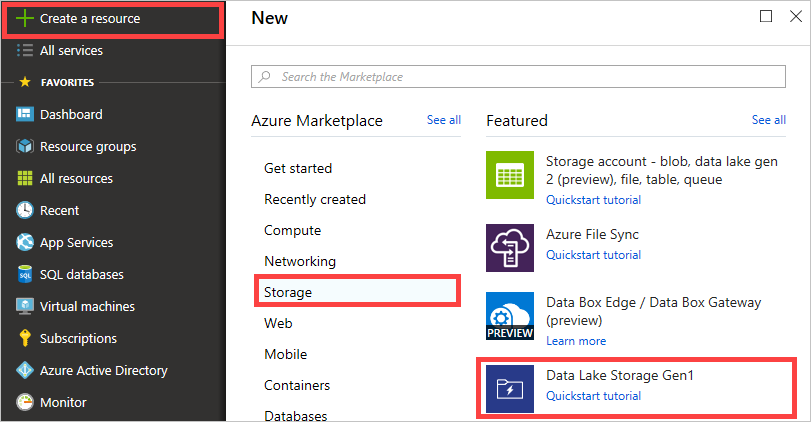 Create a resource
All services
FAVORITES
Dashboard
Resource groups
All resources
Recent
App Services
SQL databases
Virtual machines
Subscriptions
Azure Active Directory
Monitor
New
Search the Marketplace
Azure Marketplace
See all
Get started
Recently created
Compute
Networking
Storage
Web
Mobile
Containers
Databases
Featured
See all
Storage account - blob, data lake gen
2 (preview), file, table, queue
Quickstart tutorial
Azure File Sync
Quickstart tutorial
PREVIEW
Data Box Edge / Data Box Gateway
(preview)
Learn more
Data Lake Storage Gen1
Quickstart tutorial
SQL